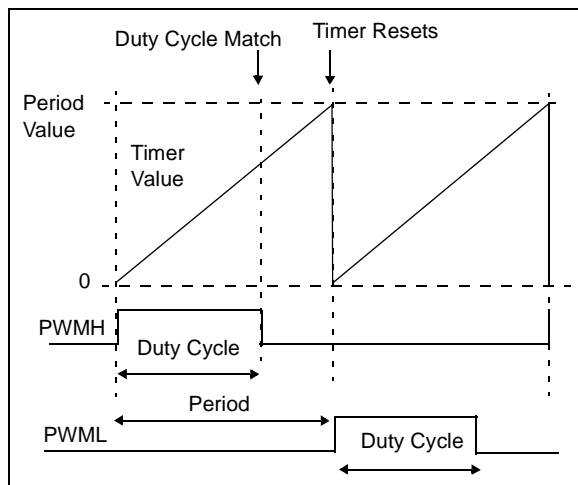 Duty Cycle Match
Timer Resets
Period
Value
Timer
Value
0
PWMH
Duty Cycle
Period
PWML
Duty Cycle